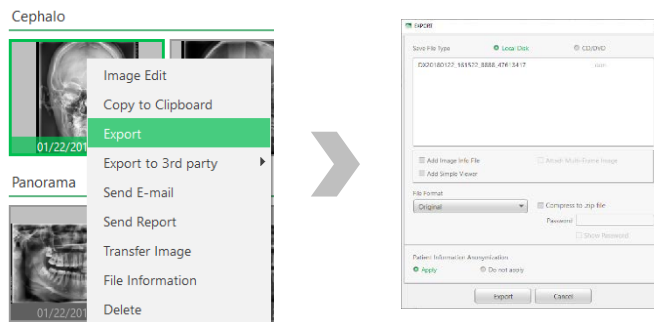 Cephalo
01/22/201
Image Edit
Copy to Clipboard
Export
Export to 3rd party
Send E-mail
Send Report
Transfer Image
File Information
Delete
Panorama
01/22/201
EXPORT
Save File Type
Local Disk
CD/DVD
Add Image Info File
Attach Multi-Frame Image
Add Simple Viewer
File Format
Original
Compress to .zip file
Password
Show Password
Patient Information Anonymization
Apply
Do not apply
Export
Cancel